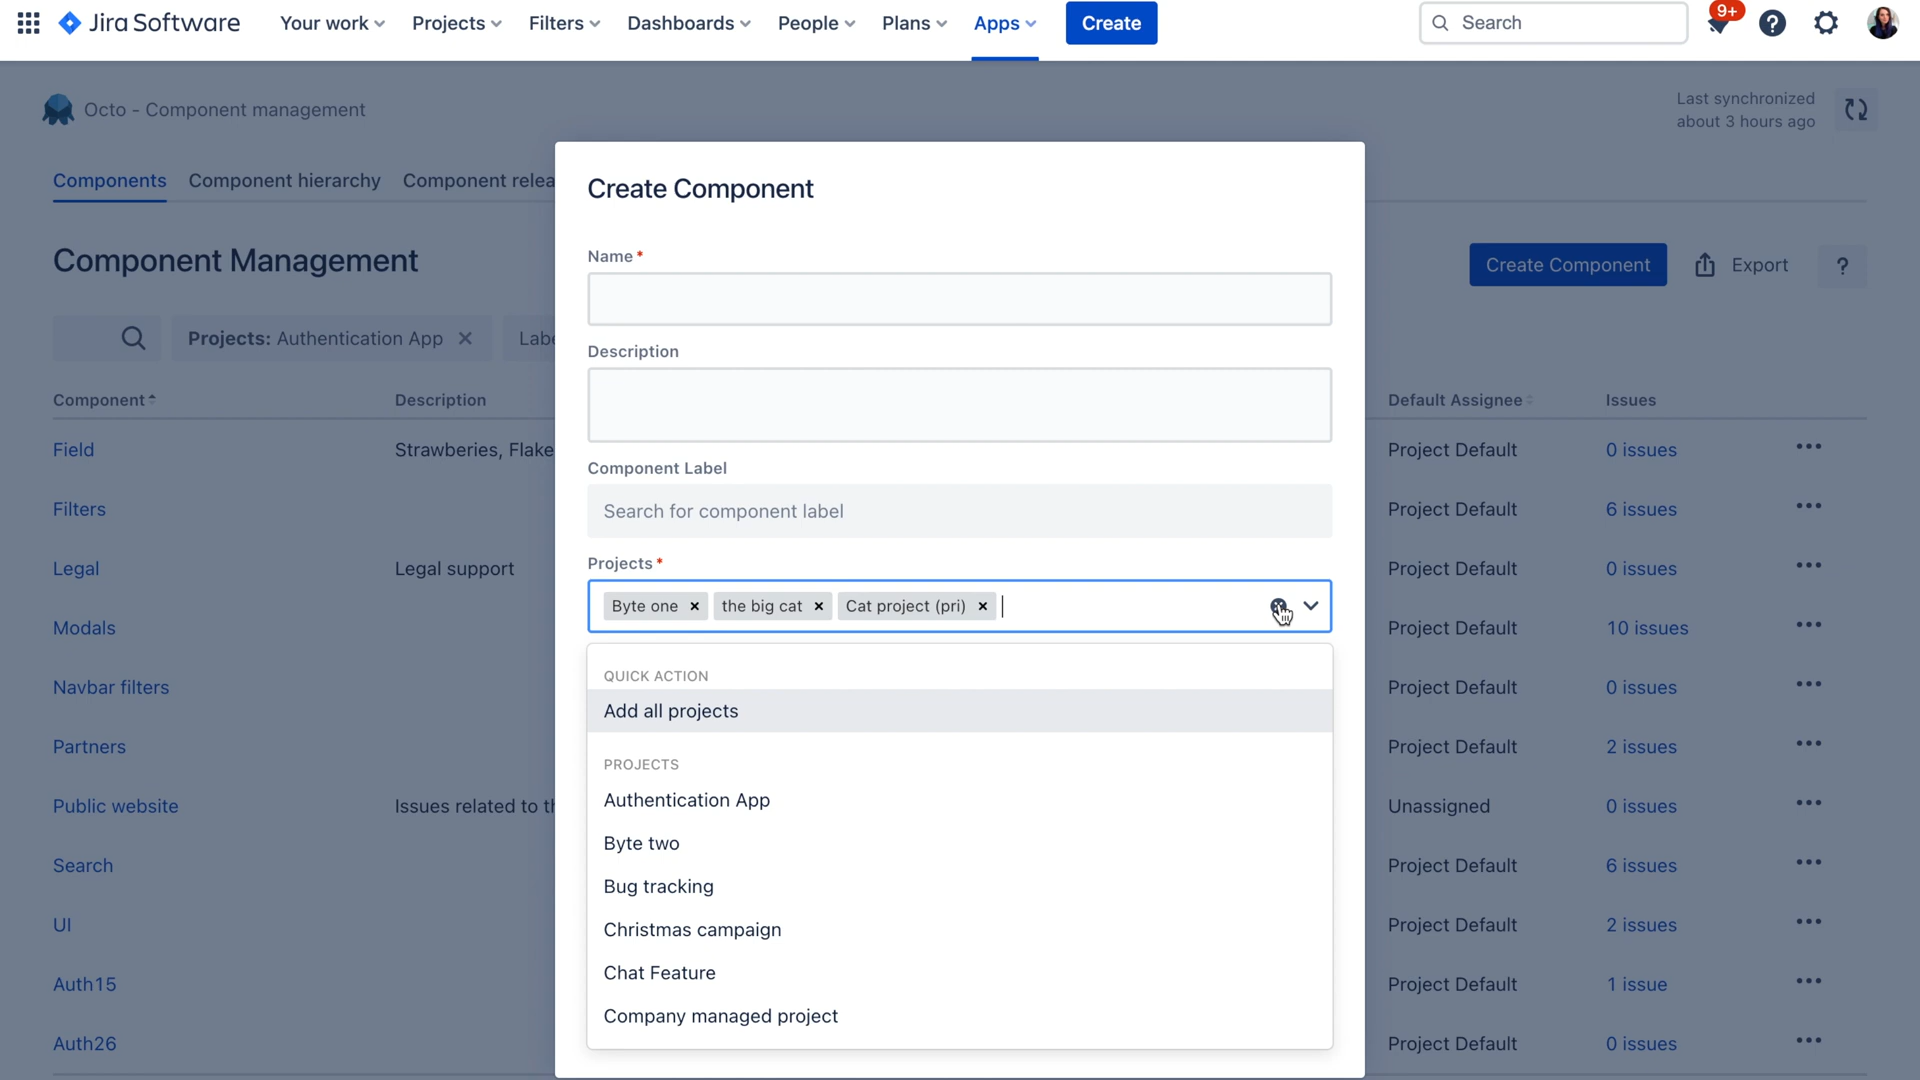 Jira Software Your work Projects Filters Dashboards People Plans Apps Create Search 9+ ?
Octo - Component management
Last synchronized
about 3 hours ago
Components Component hierarchy Component relea
Component Management
Create Component Export ?
Projects: Authentication App Labe
Component Description Default Assignee Issues
Field Strawberies, Flake Project Default 0 issues
Filters Project Default 6 issues
Legal Legal support Project Default 0 issues
Modals Project Default 10 issues
Navbar filters Project Default 0 issues
Partners Project Default 2 issues
Public website Issues related to th Unassigned 0 issues
Search Project Default 6 issues
UI Project Default 2 issues
Auth15 Project Default 1 issue
Auth26 Project Default 0 issues
Create Component
Name *
Description
Component Label
Search for component label
Projects *
Byte one the big cat Cat project (pri)
QUICK ACTION
Add all projects
PROJECTS
Authentication App
Byte two
Bug tracking
Christmas campaign
Chat Feature
Company managed project